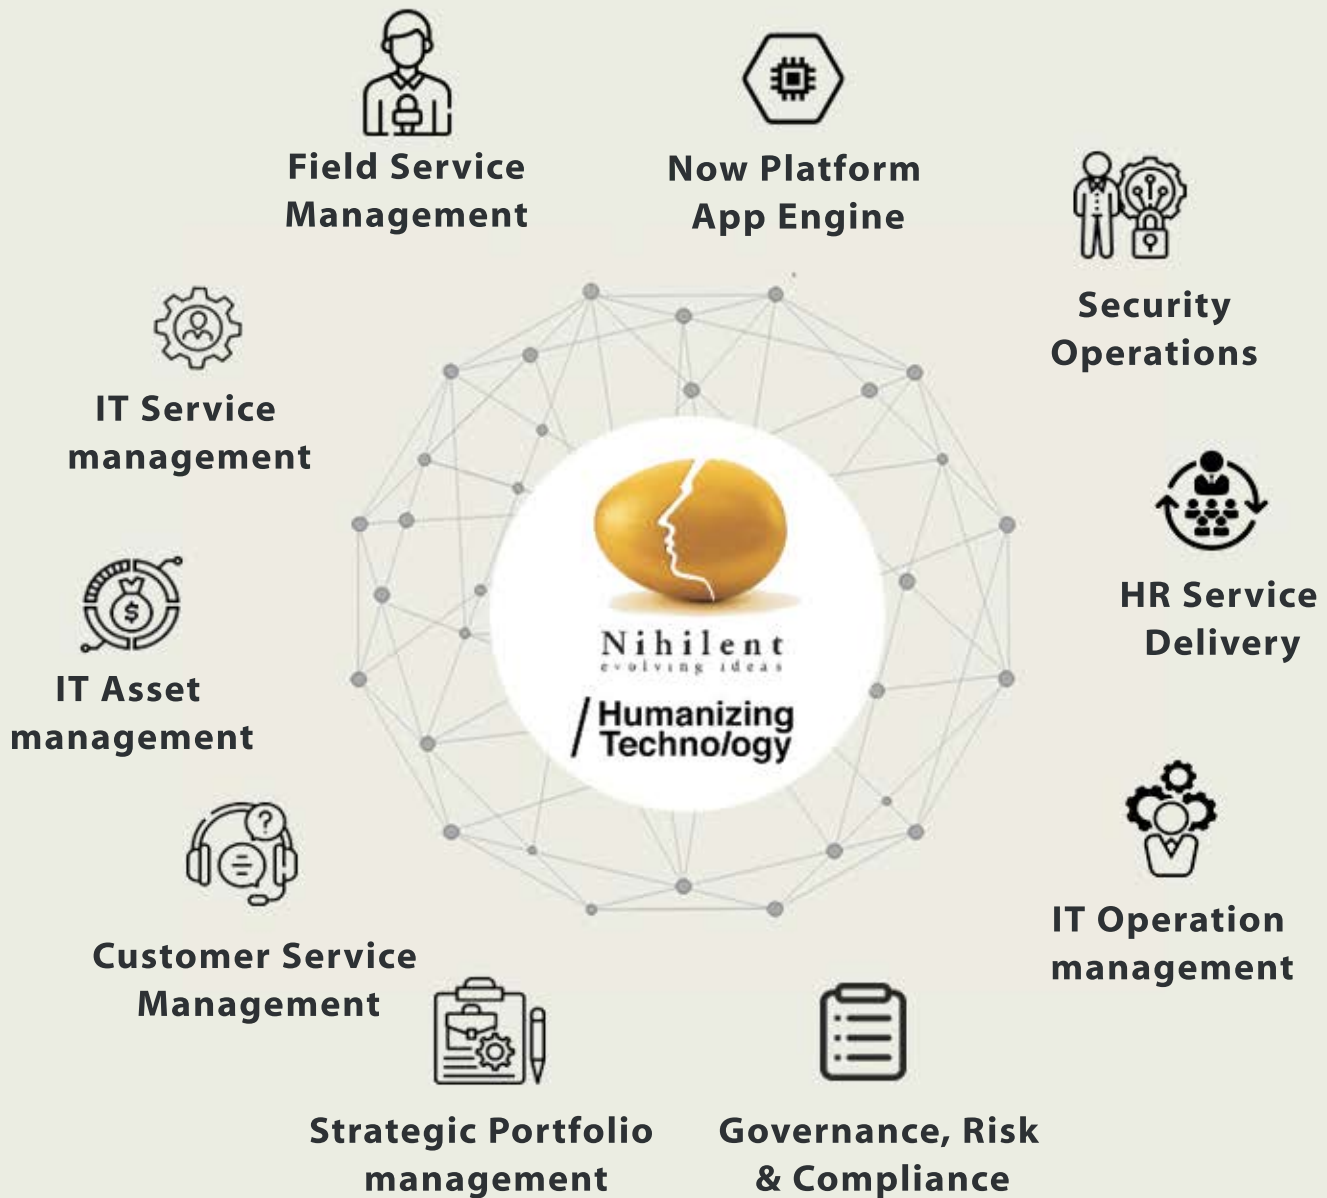 Field Service
Management
Now Platform
App Engine
Security
Operations
IT Service
management
HR Service
Delivery
IT Asset
management
Nihilent
evolving ideas
/Humanizing
Technology
IT Operation
management
Customer Service
Management
Strategic Portfolio
management
Governance, Risk
& Compliance
$
?